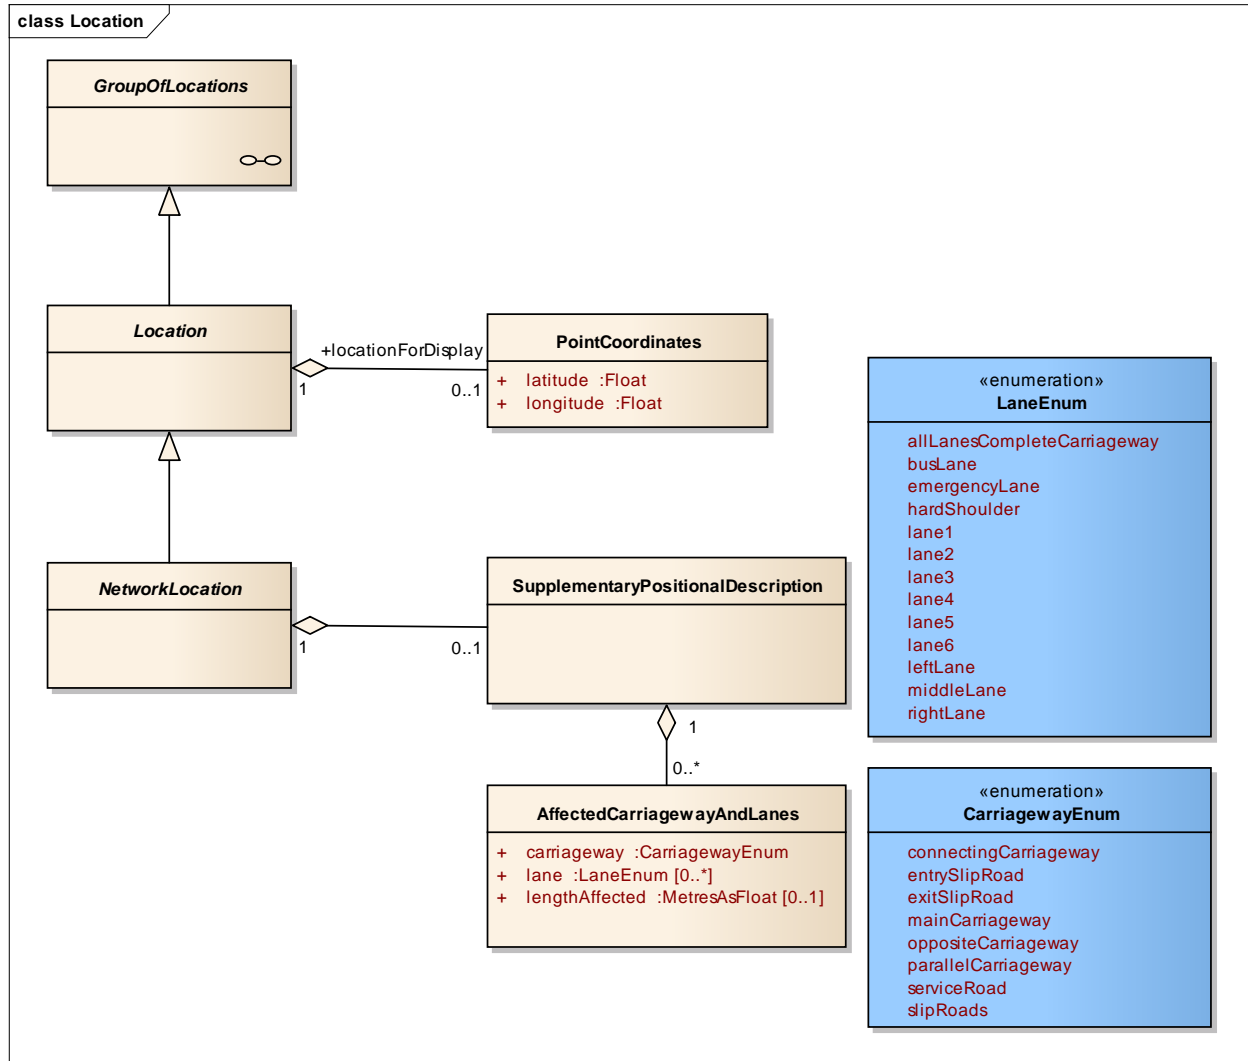 class Location
GroupOfLocations
Location
+locationForDisplay
1
0..1
PointCoordinates
+ latitude :Float
+ longitude :Float
NetworkLocation
1
0..1
SupplementaryPositionalDescription
1
0..*
AffectedCarriagewayAndLanes
+ carriageway :CarriagewayEnum
+ lane :LaneEnum [0..*]
+ lengthAffected :MetresAsFloat [0..1]
«enumeration»
LaneEnum
allLanesCompleteCarriageway
busLane
emergencyLane
hardShoulder
lane1
lane2
lane3
lane4
lane5
lane6
leftLane
middleLane
rightLane
«enumeration»
CarriagewayEnum
connectingCarriageway
entrySlipRoad
exitSlipRoad
mainCarriageway
oppositeCarriageway
parallelCarriageway
serviceRoad
slipRoads